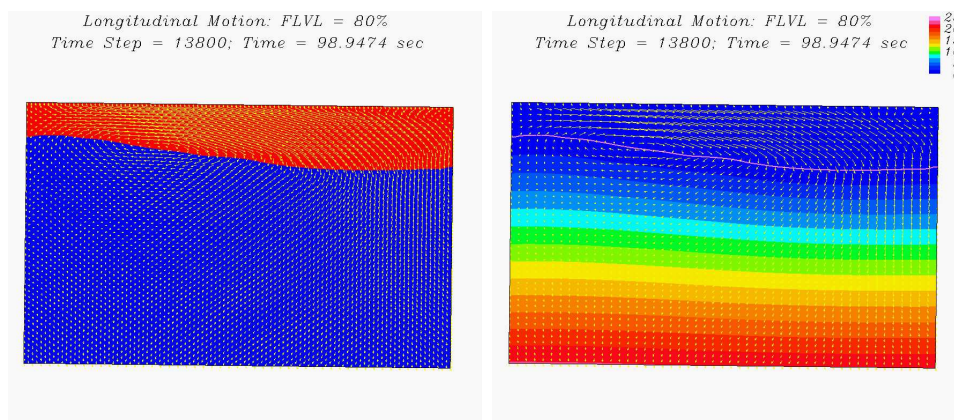 Longitudinal Motion: FLVL = 80%
Time Step = 13800; Time = 98.9474 sec
Longitudinal Motion: FLVL = 80%
Time Step = 13800; Time = 98.9474 sec